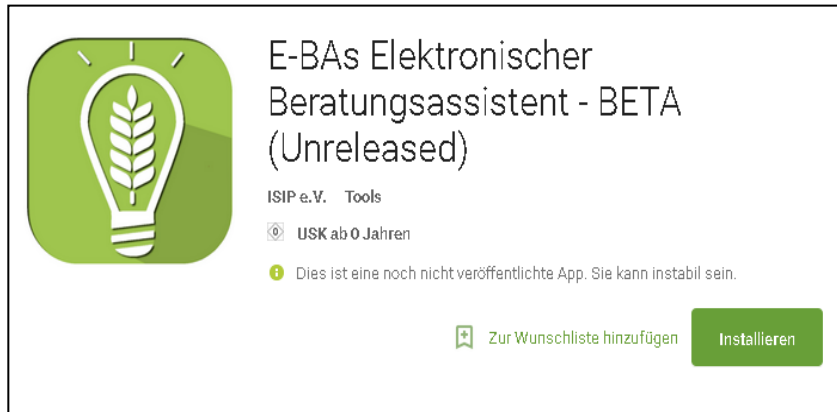 E-BAs Elektronischer
Beratungsassistent - BETA
(Unreleased)
ISIP e.V. Tools
0 USK ab 0 Jahren
Dies ist eine noch nicht veröffentlichte App. Sie kann instabil sein.
Zur Wunschliste hinzufügen
Installieren